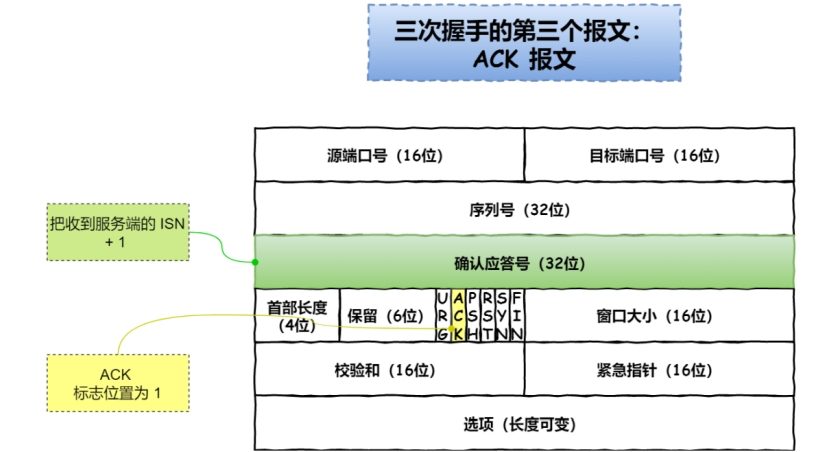 三次握手的第三个报文：
ACK 报文
源端口号（16位）
目标端口号（16位）
序列号（32位）
把收到服务端的 ISN
+ 1
确认应答号（32位）
首部长度
（4位）
保留（6位）
URG
ACK
PSH
RST
SYN
FIN
窗口大小（16位）
ACK
标志位置为 1
校验和（16位）
紧急指针（16位）
选项（长度可变）